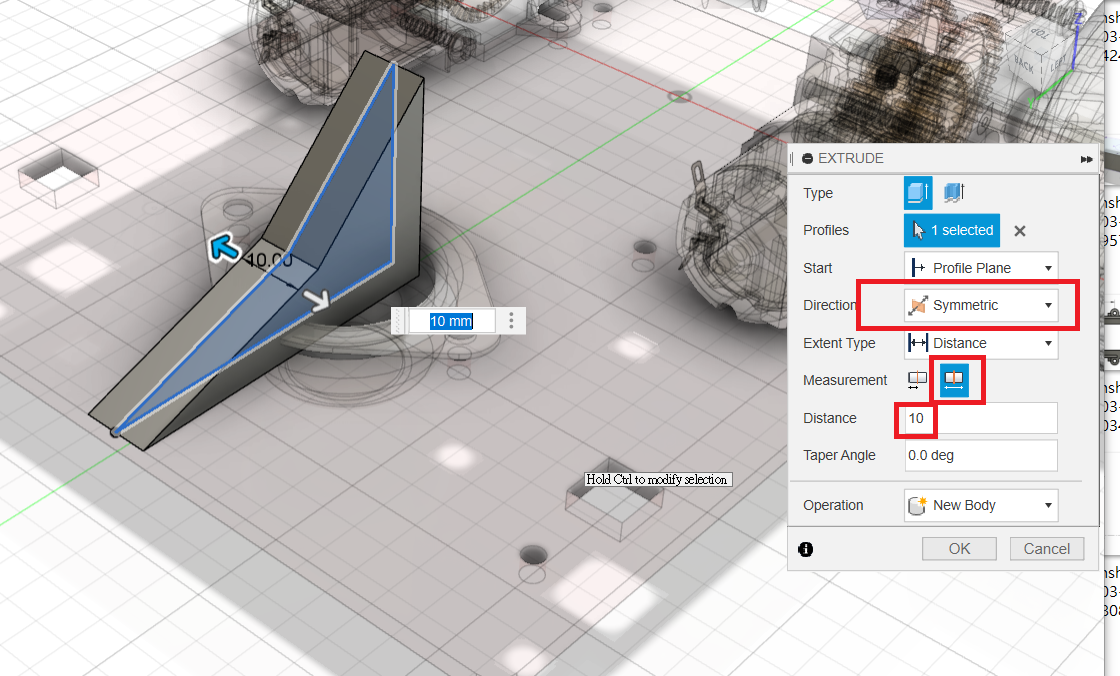 EXTRUDE
Type
Profiles
1 selected
Start
Profile Plane
Direction
Symmetric
Extent Type
Distance
Measurement
Distance
10
Taper Angle
0.0 deg
Operation
New Body
OK
Cancel
10.00
10 mm
Hold Ctrl to modify selection
TOP
BACK
Z